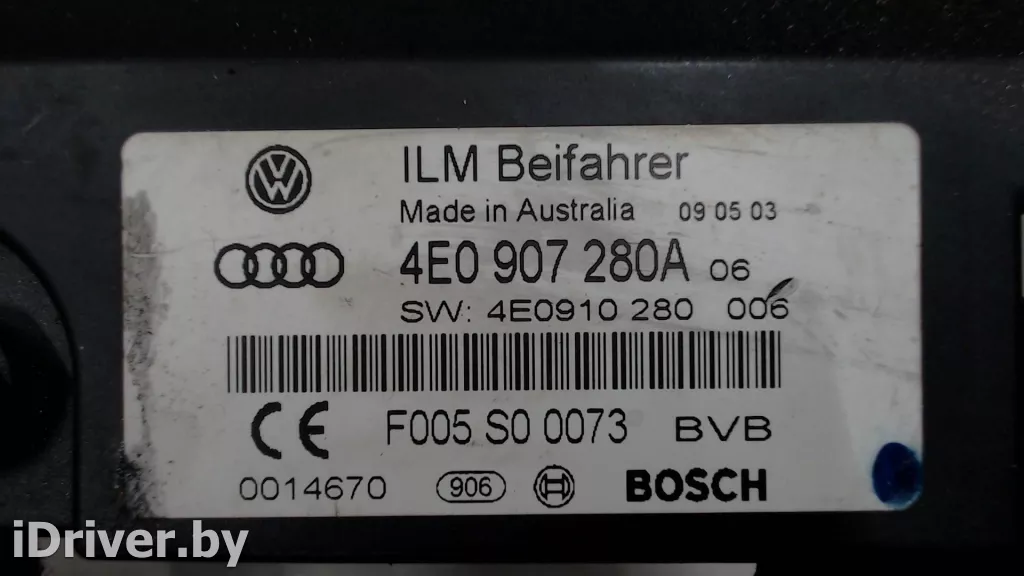 ILM Beifahrer
Made in Australia 09 05 03
4E0 907 280A 06
SW: 4E0910 280 006
CE F005 S0 0073 BVB
0014670 906 BOSCH
iDriver.by